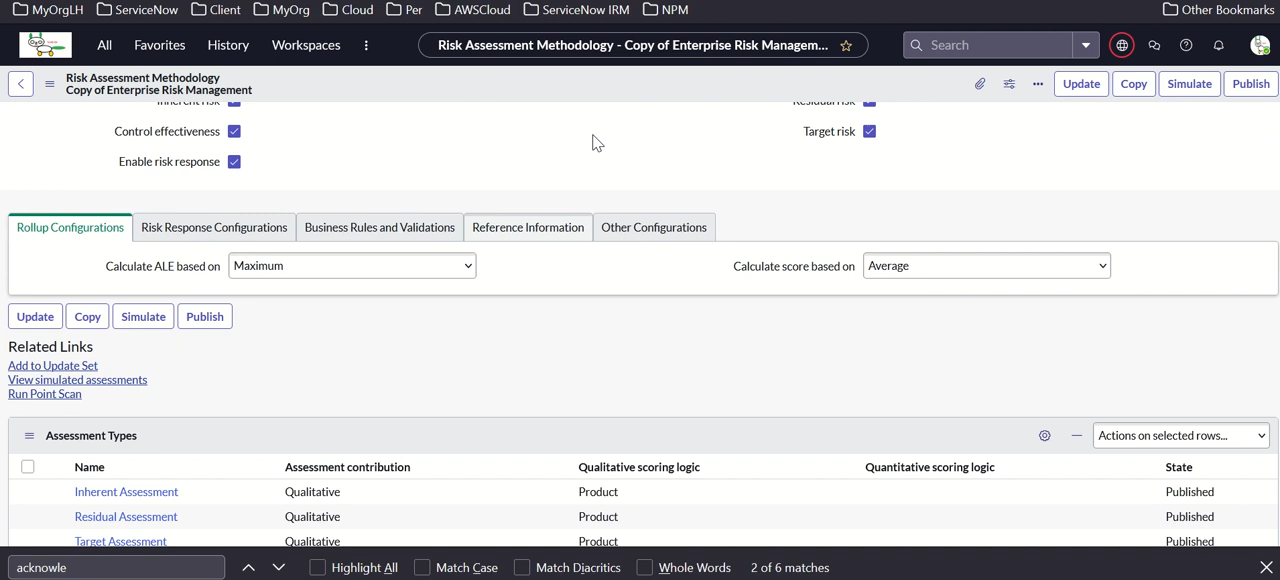 MyOrgLH ServiceNow Client MyOrg Cloud Per AWSCloud ServiceNow IRM NPM Other Bookmarks
All Favorites History Workspaces Risk Assessment Methodology - Copy of Enterprise Risk Managem... Search
Risk Assessment Methodology
Copy of Enterprise Risk Management
Update Copy Simulate Publish
Inherent risk Residual risk
Control effectiveness Target risk
Enable risk response
Rollup Configurations Risk Response Configurations Business Rules and Validations Reference Information Other Configurations
Calculate ALE based on Maximum Calculate score based on Average
Update Copy Simulate Publish
Related Links
Add to Update Set
View simulated assessments
Run Point Scan
Assessment Types Actions on selected rows...
Name Assessment contribution Qualitative scoring logic Quantitative scoring logic State
Inherent Assessment Qualitative Product Published
Residual Assessment Qualitative Product Published
Target Assessment Qualitative Product Published
acknowle Highlight All Match Case Match Diacritics Whole Words 2 of 6 matches